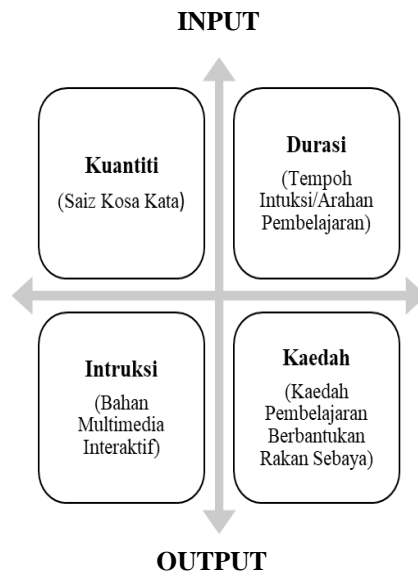 INPUT
Kuantiti
(Saiz Kosa Kata)
Durasi
(Tempoh
Intuksi/Arahan
Pembelajaran)
Intruksi
(Bahan
Multimedia
Interaktif)
Kaedah
(Kaedah
Pembelajaran
Berbantukan
Rakan Sebaya)
OUTPUT